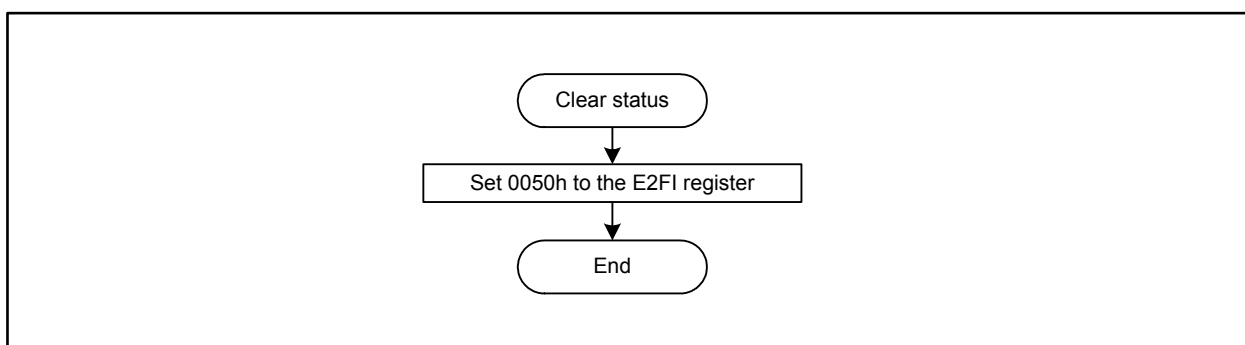 Clear status
Set 0050h to the E2FI register
End